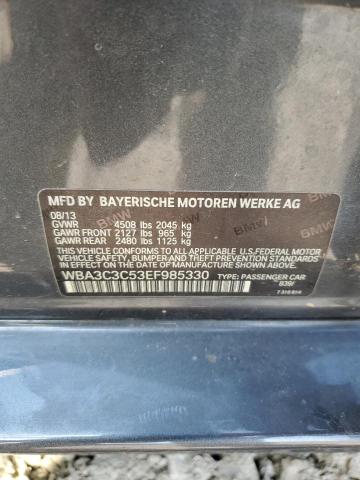 MFD BY BAYERISCHE MOTOREN WERKE AG
08/13
GVWR 4508 lbs 2045 kg
GAWR FRONT 2127 lbs 965 kg
GAWR REAR 2480 lbs 1125 kg
THIS VEHICLE CONFORMS TO ALL APPLICABLE U.S.FEDERAL MOTOR
VEHICLE SAFETY, BUMPER, AND THEFT PREVENTION STANDARDS IN
EFFECT ON THE DATE OF MANUFACTURE SHOWN ABOVE.
WBA3C3C53EF985330 TYPE: PASSENGER CAR